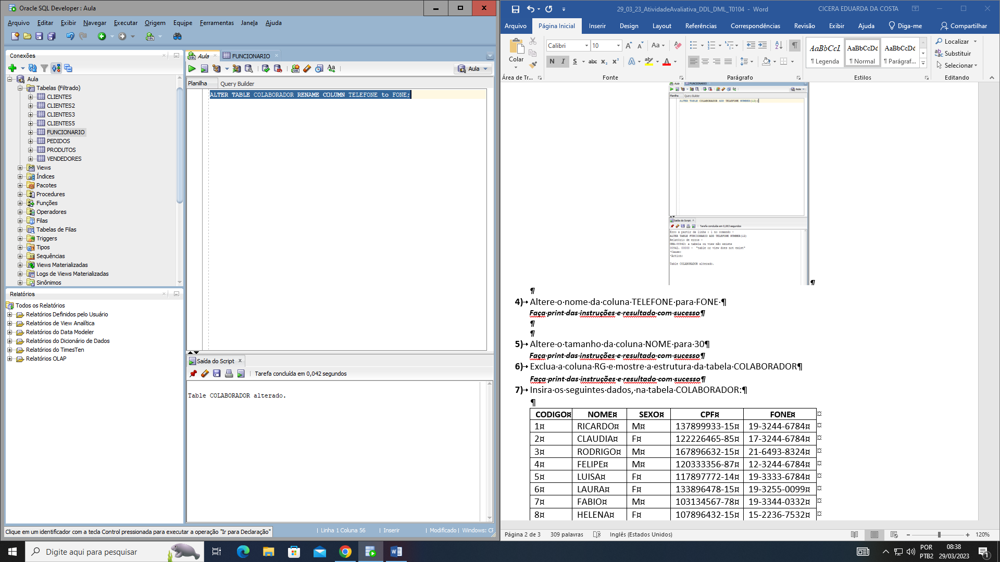 Oracle SQL Developer : Aula
Arquivo Editar Exibir Navegar Executar Origem Equipe Ferramentas Janela Ajuda
Conexões
Aula
Tabelas (Filtrado)
CLIENTES
CLIENTES2
CLIENTES3
CLIENTES5
FUNCIONARIO
PEDIDOS
PRODUTOS
VENDEDORES
Views
Índices
Pacotes
Procedures
Funções
Operadores
Filas
Tabelas de Filas
Triggers
Tipos
Sequências
Views Materializadas
Logs de Views Materializadas
Sinônimos
Relatórios
Todos os Relatórios
Relatórios Definidos pelo Usuário
Relatórios de View Analítica
Relatórios do Data Modeler
Relatórios do Dicionário de Dados
Relatórios do TimesTen
Relatórios OLAP
Aula FUNCIONARIO
Aula
Planilha Query Builder
ALTER TABLE COLABORADOR RENAME COLUMN TELEFONE to FONE;
Saída do Script
Tarefa concluída em 0,042 segundos
Table COLABORADOR alterado.
Clique em um identificador com a tecla Control pressionada para executar a operação "Ir para Declaração"
Linha 1 Coluna 56 | Inserir | Modificado | Windows: CF
29_03_23_AtividadeAvaliativa_DDL_DML_T0104 - Word
CICERA EDUARDA DA COSTA
Arquivo Página Inicial Inserir Design Layout Referências Correspondências Revisão Exibir Ajuda Diga-me Compartilhar
Colar
Área de Tr...
Calibri 10
N I S abc x₂ x²
Fonte
Parágrafo
AaBbCcI AaBbCcDd AaBbCcDd
¶ Legenda ¶ Normal ¶ Parágraf...
Estilos
Localizar
Substituir
Selecionar
Editando
Aula FUNCIONARIO
Aula
Planilha Query Builder
ALTER TABLE COLABORADOR ADD TELEFONE NUMBER(12);
Saída do Script
Tarefa concluída em 0,063 segundos
Erro a partir da linha : 1 no comando -
ALTER TABLE FUNCIONARIO ADD TELEFONE NUMBER(12)
Relatório de erros -
ORA-00942: a tabela ou view não existe
00942. 00000 - "table or view does not exist"
*Cause:
*Action:
Table COLABORADOR alterado.
¶
¶
4)→Altere·o·nome·da·coluna·TELEFONE·para·FONE·¶
Faça·print·das·instruções·e·resultado·com·sucesso¶
¶
¶
5)→Altere·o·tamanho·da·coluna·NOME·para·30¶
Faça·print·das·instruções·e·resultado·com·sucesso¶
6)→Exclua·a·coluna·RG·e·mostre·a·estrutura·da·tabela·COLABORADOR¶
Faça·print·das·instruções·e·resultado·com·sucesso¶
7)→Insira·os·seguintes·dados,·na·tabela·COLABORADOR:¶
¶
CODIGO¤ NOME¤ SEXO¤ CPF¤ FONE¤ ¤
1¤ RICARDO¤ M¤ 137899933-15¤ 19-3244-6784¤ ¤
2¤ CLAUDIA¤ F¤ 122226465-85¤ 17-3244-6784¤ ¤
3¤ RODRIGO¤ M¤ 167896632-15¤ 21-6493-8324¤ ¤
4¤ FELIPE¤ M¤ 120333356-87¤ 12-3244-6784¤ ¤
5¤ LUISA¤ F¤ 117897772-14¤ 19-3333-6784¤ ¤
6¤ LAURA¤ F¤ 133896478-15¤ 19-3255-0099¤ ¤
7¤ FABIO¤ M¤ 103134567-78¤ 19-3344-0332¤ ¤
8¤ HELENA¤ F¤ 107896432-15¤ 15-2236-7532¤ ¤
Página 2 de 3 309 palavras Inglês (Estados Unidos) 120%
Digite aqui para pesquisar
POR
PTB2
08:38
29/03/2023
1